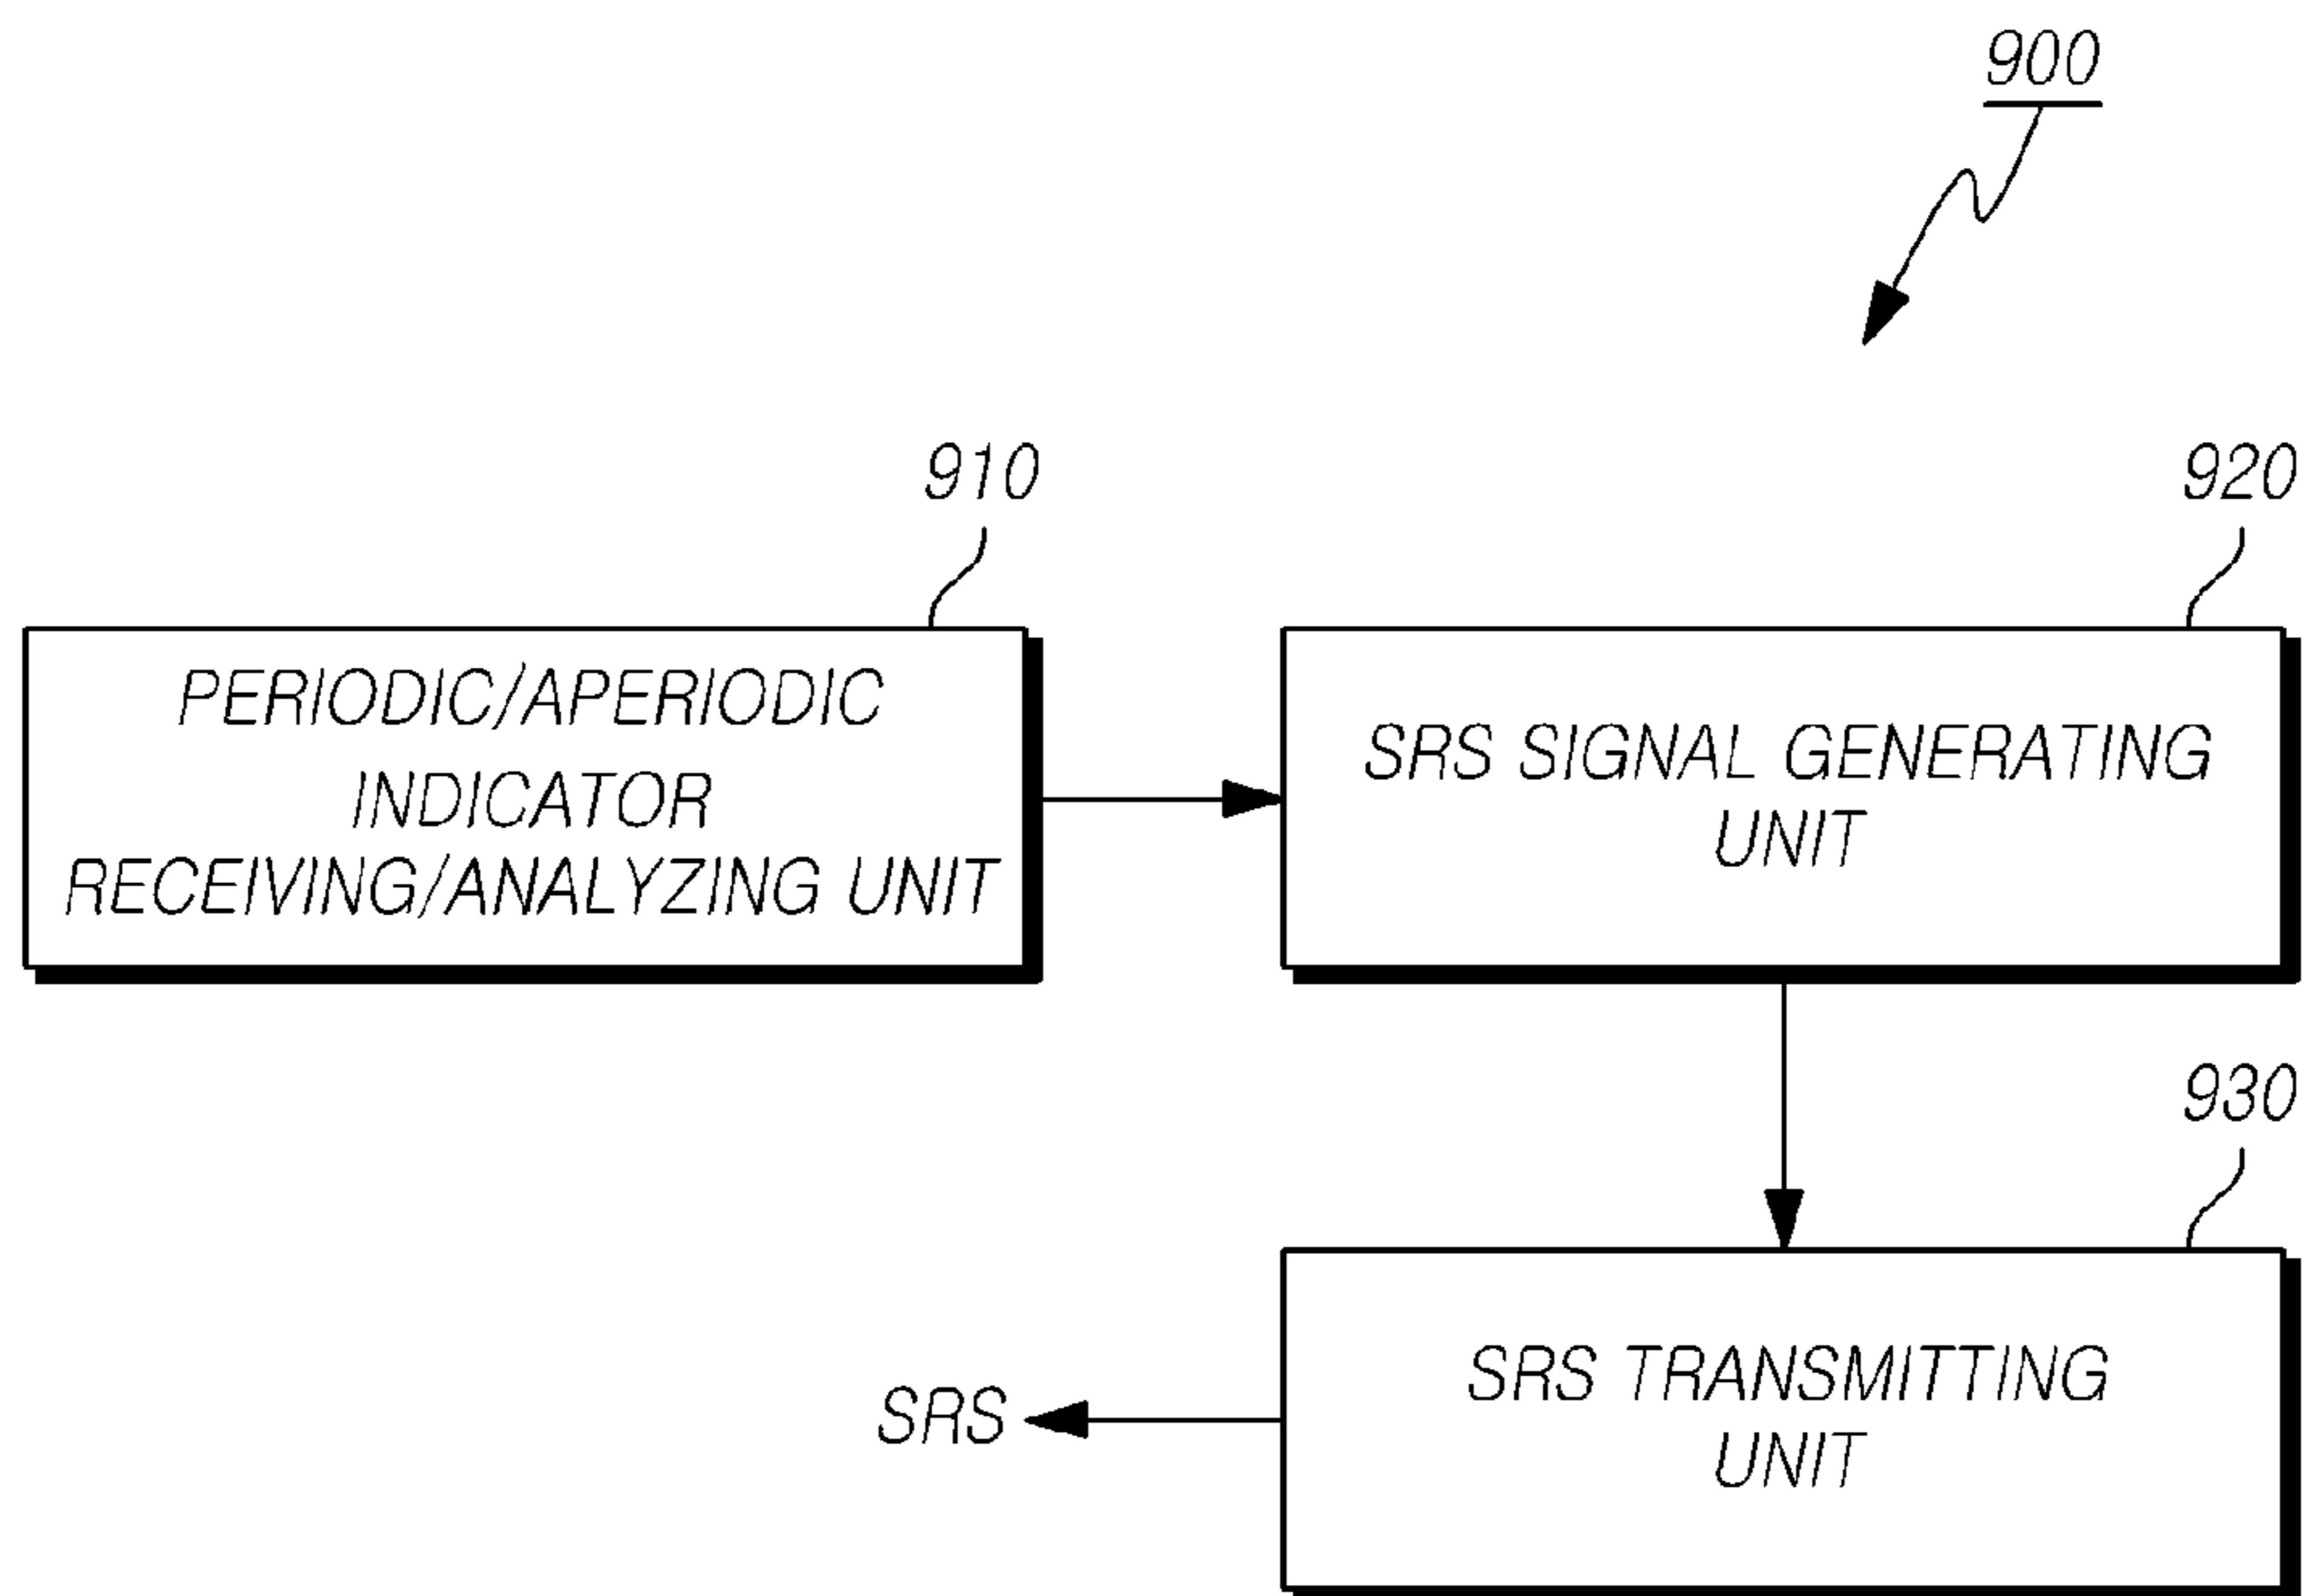 900
910
920
PERIODIC/APERIODIC
INDICATOR
RECEIVING/ANALYZING UNIT
SRS SIGNAL GENERATING
UNIT
930
SRS TRANSMITTING
UNIT
SRS